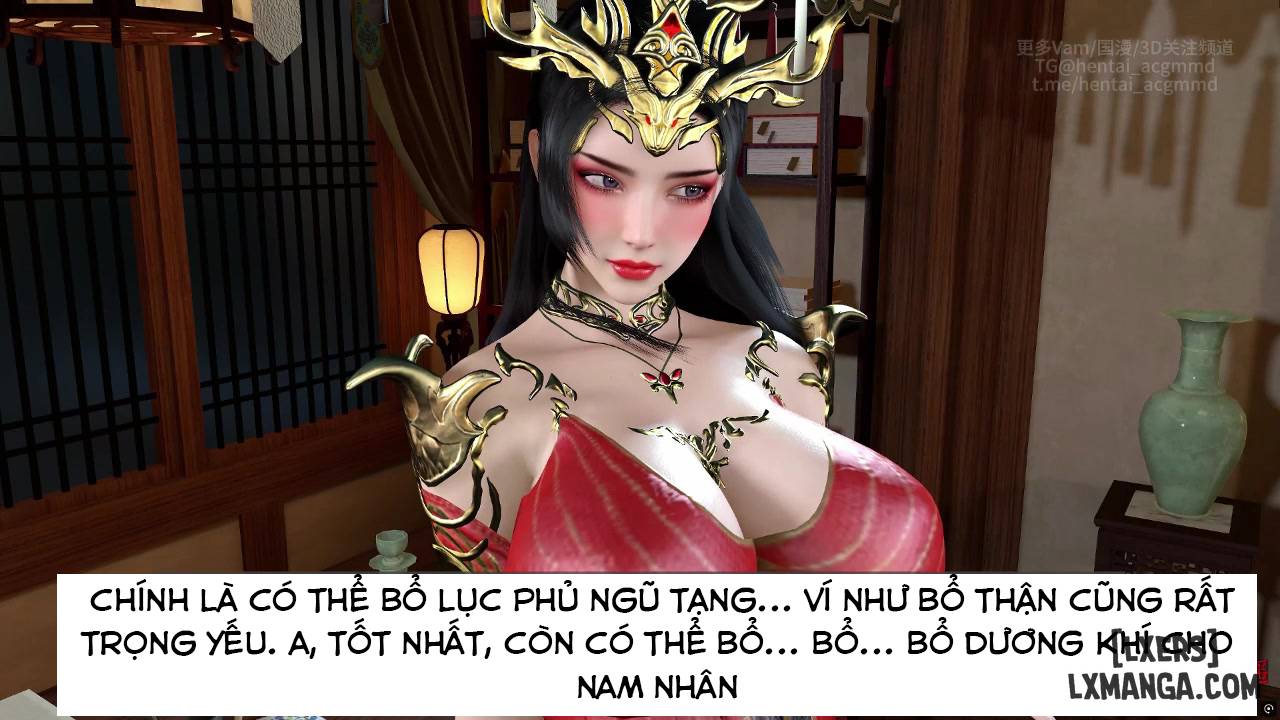 更多Vam/国漫/3D关注频道
TG@hentai_acgmmd
t.me/hentai_acgmmd
CHÍNH LÀ CÓ THỂ BỔ LỤC PHỦ NGŨ TẠNG... VÍ NHƯ BỔ THẬN CŨNG RẤT
TRỌNG YẾU. A, TỐT NHẤT, CÒN CÓ THỂ BỔ... BỔ... BỔ DƯƠNG KHÍ CHO
NAM NHÂN
[LXERS]
LXMANGA.COM